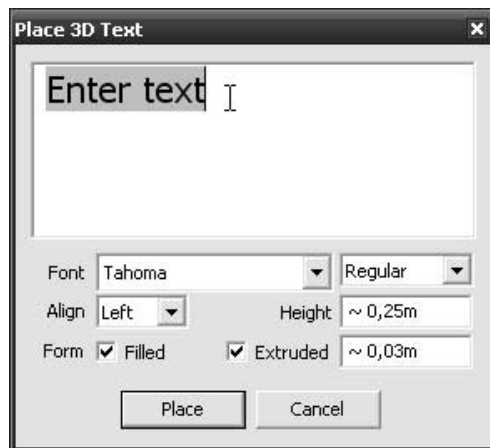 Place 3D Text
Enter text
Font Tahoma Regular
Align Left Height ~ 0,25m
Form Filled Extruded ~ 0,03m
Place Cancel